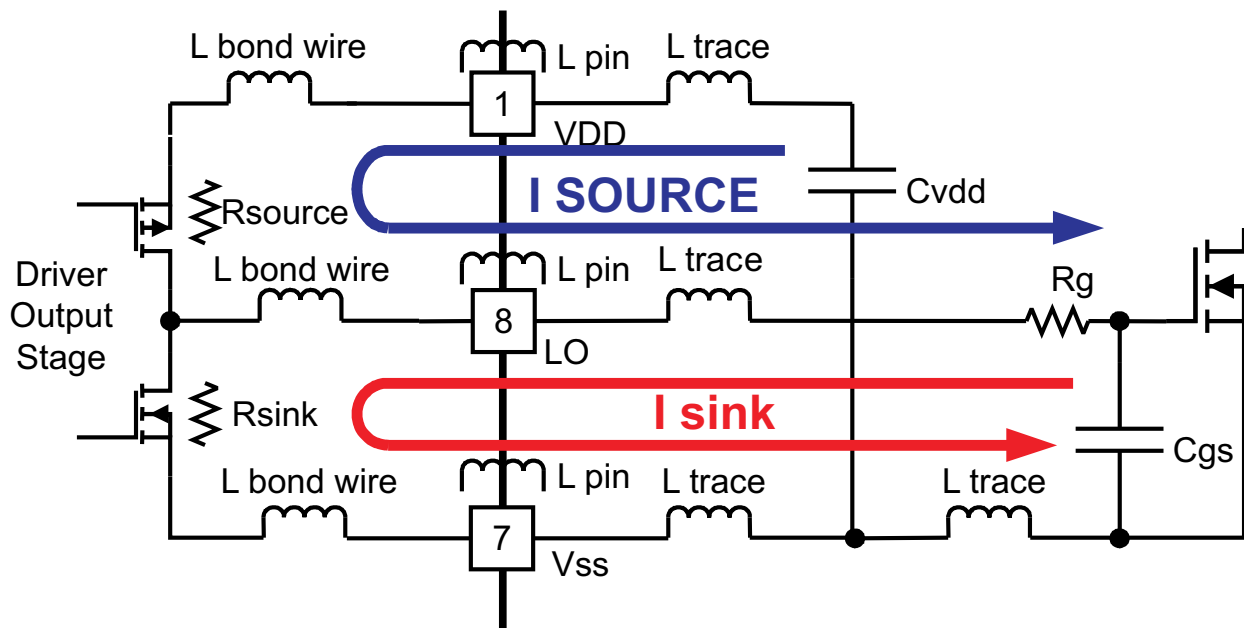 L bond wire
L pin
L trace
1
VDD
I SOURCE
Cvdd
Rsource
L bond wire
L pin
L trace
Driver
Output
Stage
8
LO
Rg
Rsink
I sink
L bond wire
L pin
L trace
L trace
Cgs
7
Vss